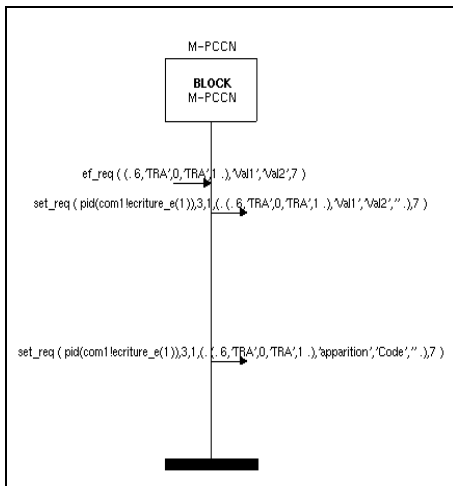 M-PCCN
BLOCK
M-PCCN
ef_req ( (. 6,'TRA',0,'TRA',1 .),'Val1','Val2',7 )
set_req ( pid(com1!ecriture_e(1)),3,1,(. (. 6,'TRA',0,'TRA',1 .),'Val1','Val2','' .),7 )
set_req ( pid(com1!ecriture_e(1)),3,1,(. (. 6,'TRA',0,'TRA',1 .),'apparition','Code','' .),7 )